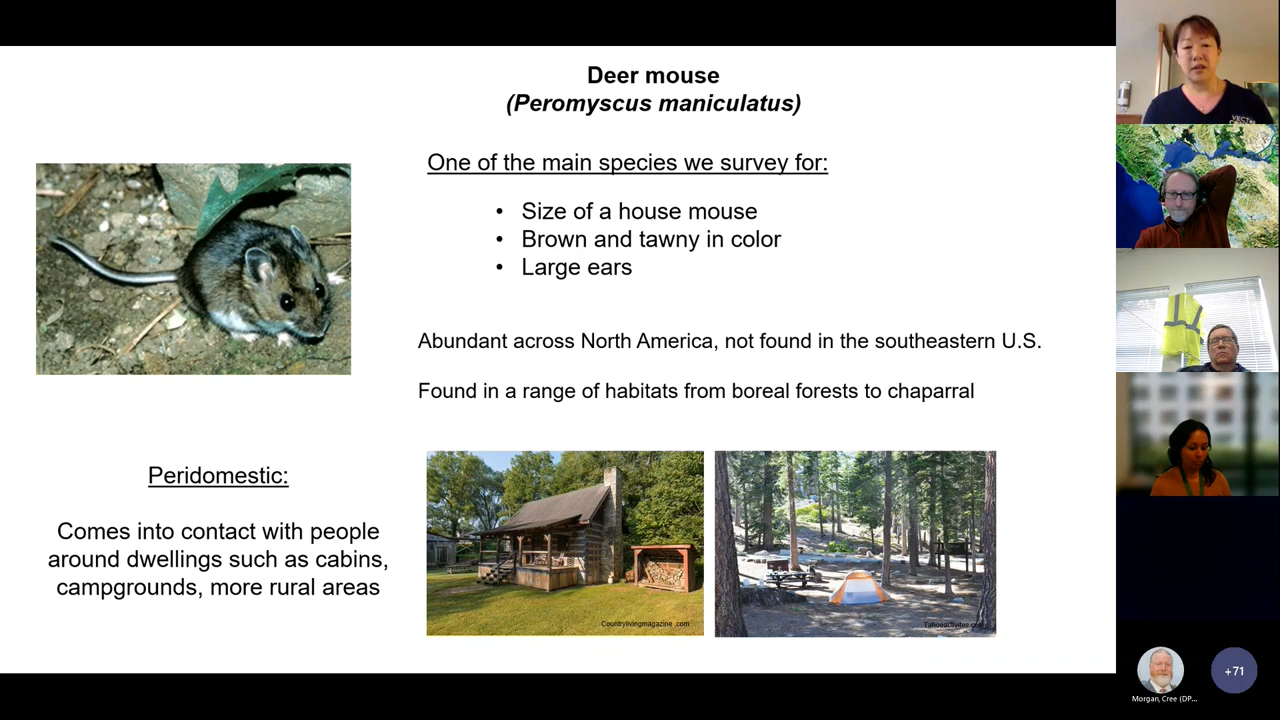 Deer mouse
(Peromyscus maniculatus)
One of the main species we survey for:
• Size of a house mouse
• Brown and tawny in color
• Large ears
Abundant across North America, not found in the southeastern U.S.
Found in a range of habitats from boreal forests to chaparral
Peridomestic:
Comes into contact with people
around dwellings such as cabins,
campgrounds, more rural areas
Countrylivingmagazine .com
VECTOR
Morgan, Cree (DP...
+71